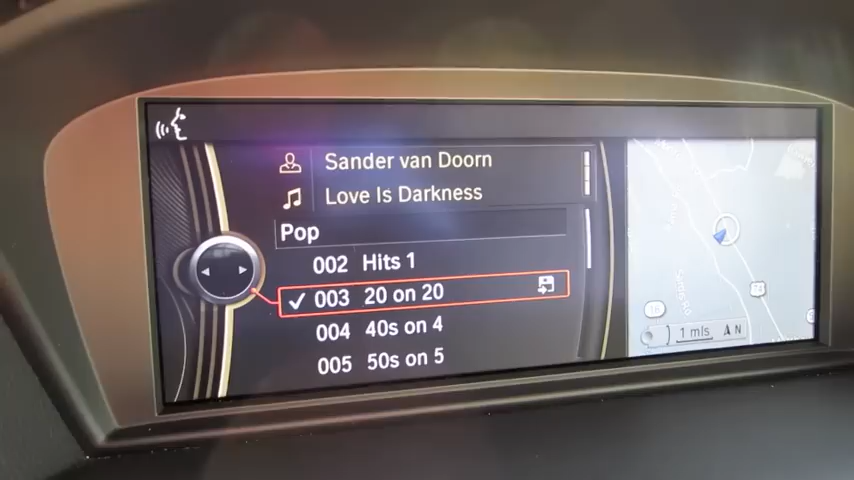 Sander van Doorn
Love Is Darkness
Pop
002 Hits 1
003 20 on 20
004 40s on 4
005 50s on 5
1 mls
N